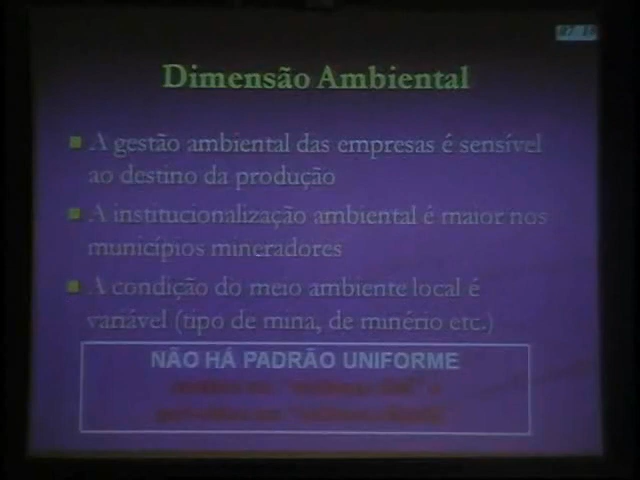 Dimensão Ambiental
A gestão ambiental das empresas é sensível
ao destino da produção
A institucionalização ambiental é maior nos
municípios mineradores
A condição do meio ambiente local é
variável (tipo de mina, de minério etc.)
NÃO HÁ PADRÃO UNIFORME